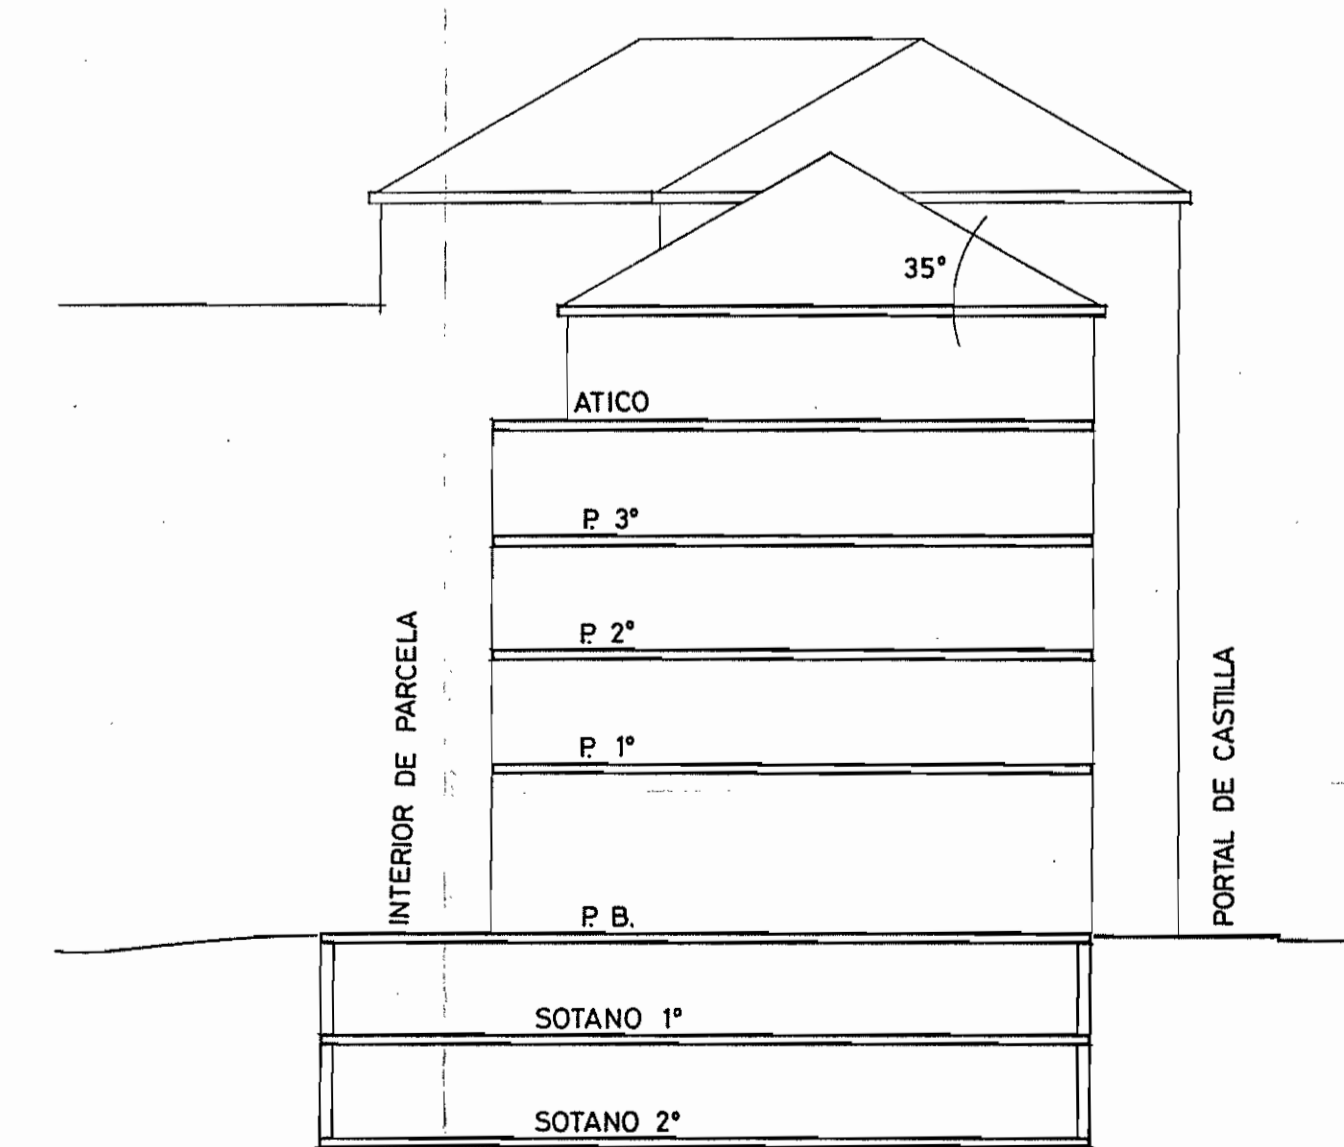 35°
ATICO
P. 3°
P. 2°
P. 1°
P. B.
INTERIOR DE PARCELA
PORTAL DE CASTILLA
SOTANO 1°
SOTANO 2°